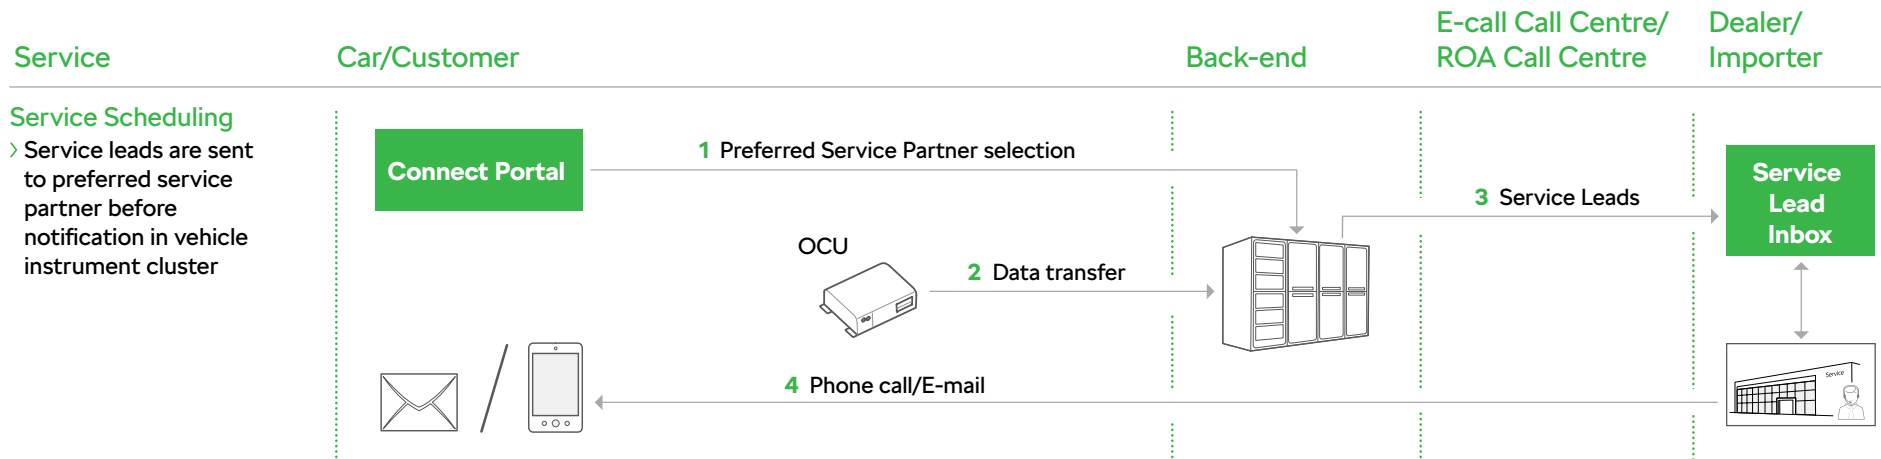 Service
Car/Customer
Back-end
E-call Call Centre/
ROA Call Centre
Dealer/
Importer
Service Scheduling
› Service leads are sent
to preferred service
partner before
notification in vehicle
instrument cluster
Connect Portal
1 Preferred Service Partner selection
OCU
2 Data transfer
3 Service Leads
Service
Lead
Inbox
4 Phone call/E-mail
Service